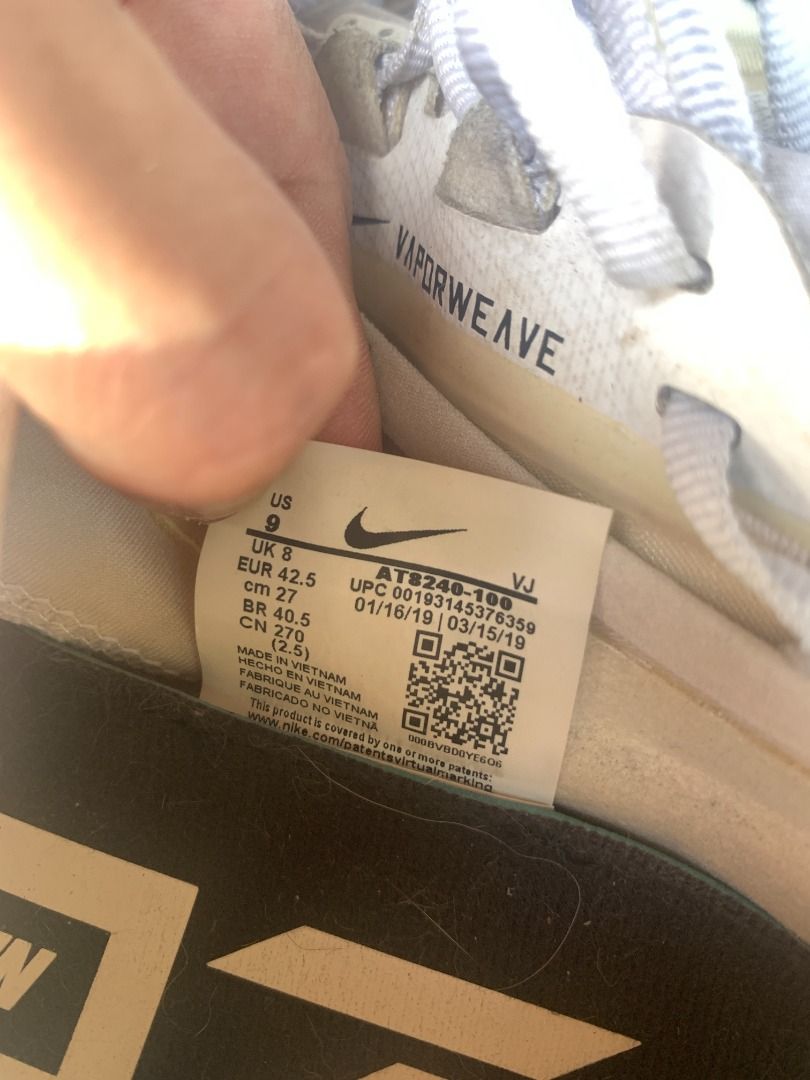 VAPORWEAVE
US
9
UK 8
EUR 42.5
cm 27
BR 40.5
CN 270
(2.5)
VJ
AT8240-100
UPC 00193145376359
01/16/19 | 03/15/19
MADE IN VIETNAM
HECHO EN VIETNAM
FABRIQUE AU VIETNAM
FABRICADO NO VIETNÃ
000BVBD0YE6O6
This product is covered by one or more patents:
www.nike.com/patentsvirtualmarking